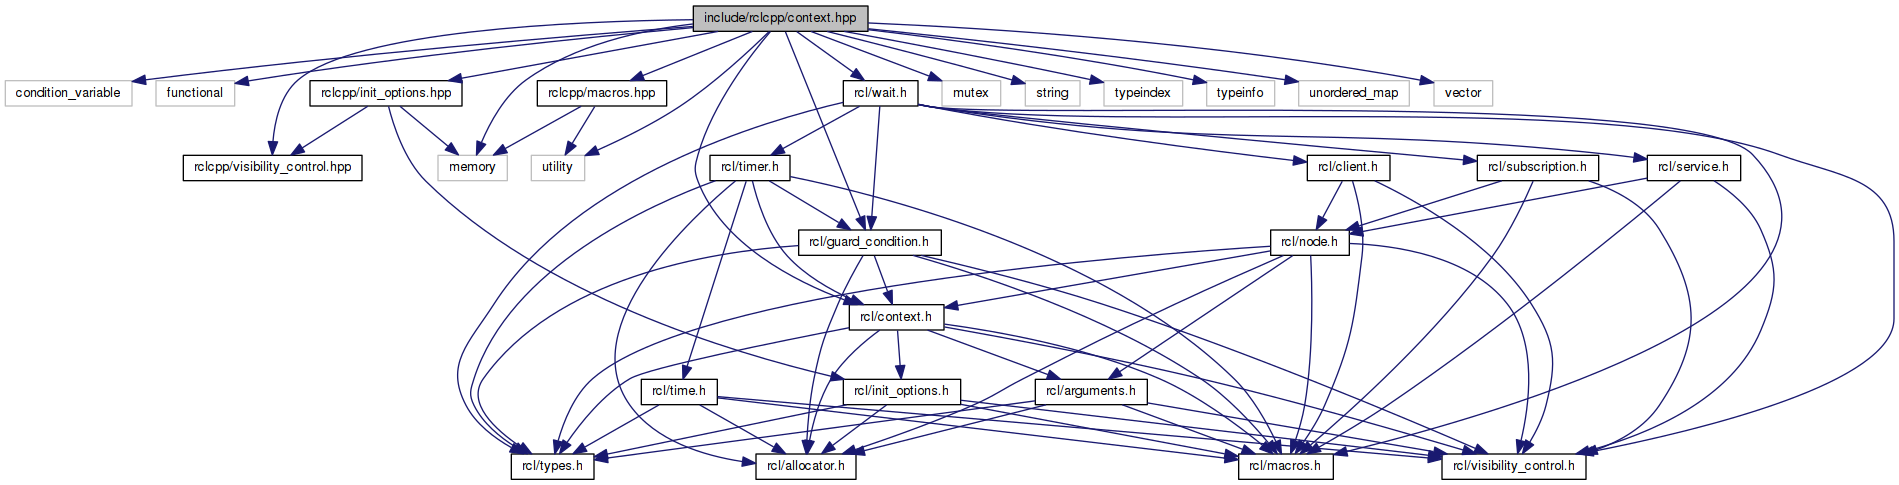 include/rclcpp/context.hpp
condition_variable
functional
rclcpp/init_options.hpp
rclcpp/macros.hpp
rcl/wait.h
mutex
string
typeindex
typeinfo
unordered_map
vector
rclcpp/visibility_control.hpp
memory
utility
rcl/timer.h
rcl/client.h
rcl/subscription.h
rcl/service.h
rcl/guard_condition.h
rcl/node.h
rcl/context.h
rcl/time.h
rcl/init_options.h
rcl/arguments.h
rcl/types.h
rcl/allocator.h
rcl/macros.h
rcl/visibility_control.h